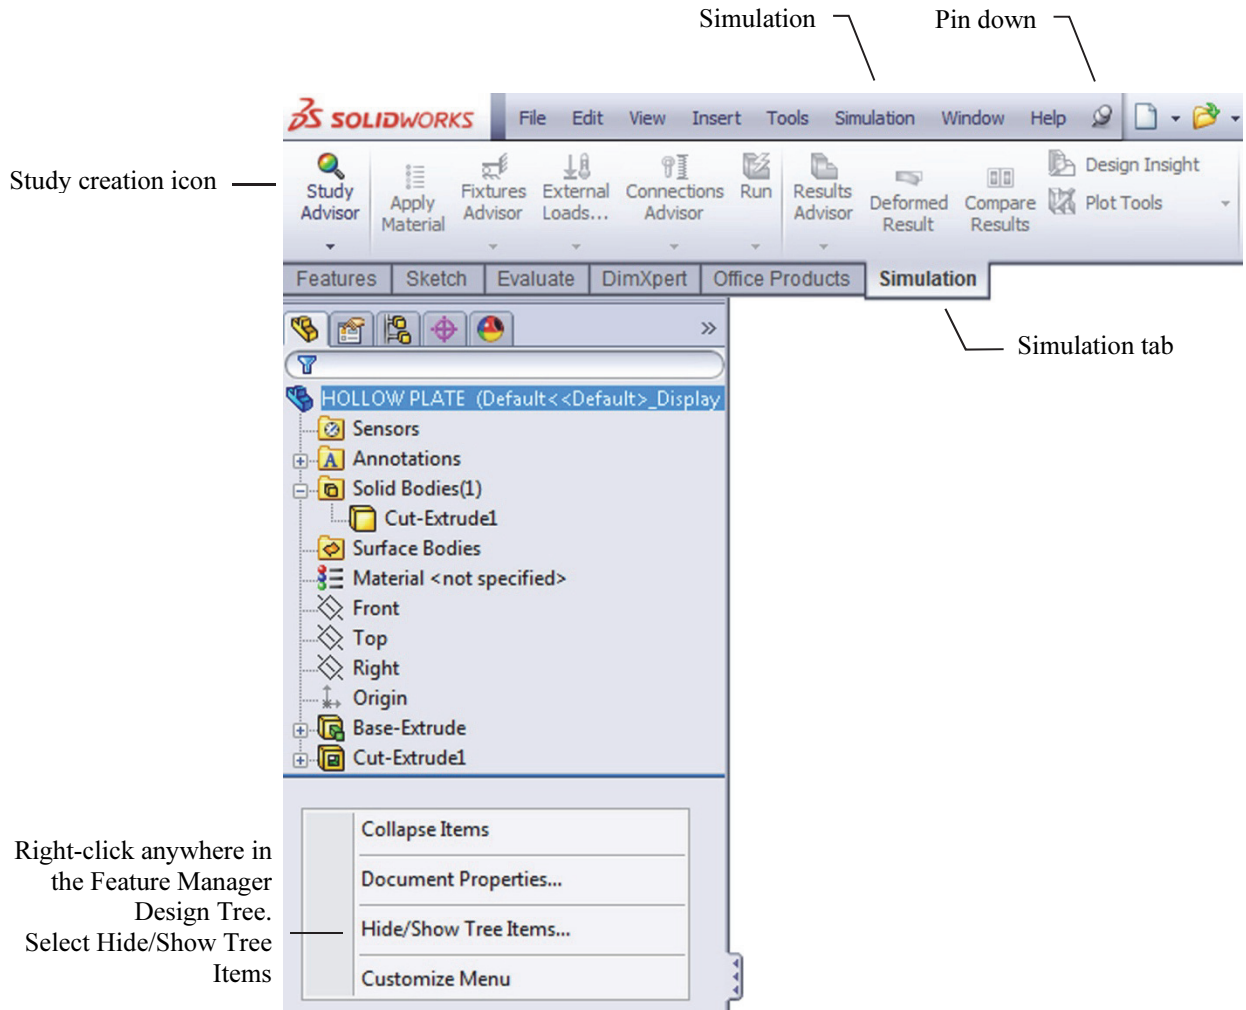 Simulation
Pin down
SOLIDWORKS File Edit View Insert Tools Simulation Window Help
Study creation icon
Study Advisor
Apply Material
Fixtures Advisor
External Loads...
Connections Advisor
Run
Results Advisor
Deformed Result
Compare Results
Design Insight
Plot Tools
Features Sketch Evaluate DimXpert Office Products Simulation
Simulation tab
»
HOLLOW PLATE (Default<<Default>_Display
Sensors
A Annotations
Solid Bodies(1)
Cut-Extrude1
Surface Bodies
Material <not specified>
Front
Top
Right
Origin
Base-Extrude
Cut-Extrude1
Collapse Items
Document Properties...
Hide/Show Tree Items...
Customize Menu
Right-click anywhere in
the Feature Manager
Design Tree.
Select Hide/Show Tree
Items